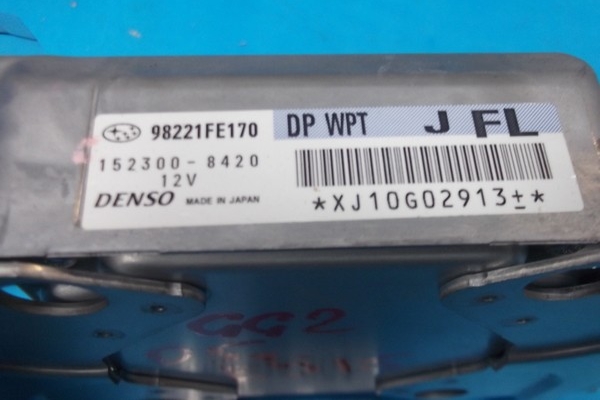 98221FE170 DP WPT J FL
152300-8420
12V
DENSO MADE IN JAPAN
*XJ10G02913±*
GG2